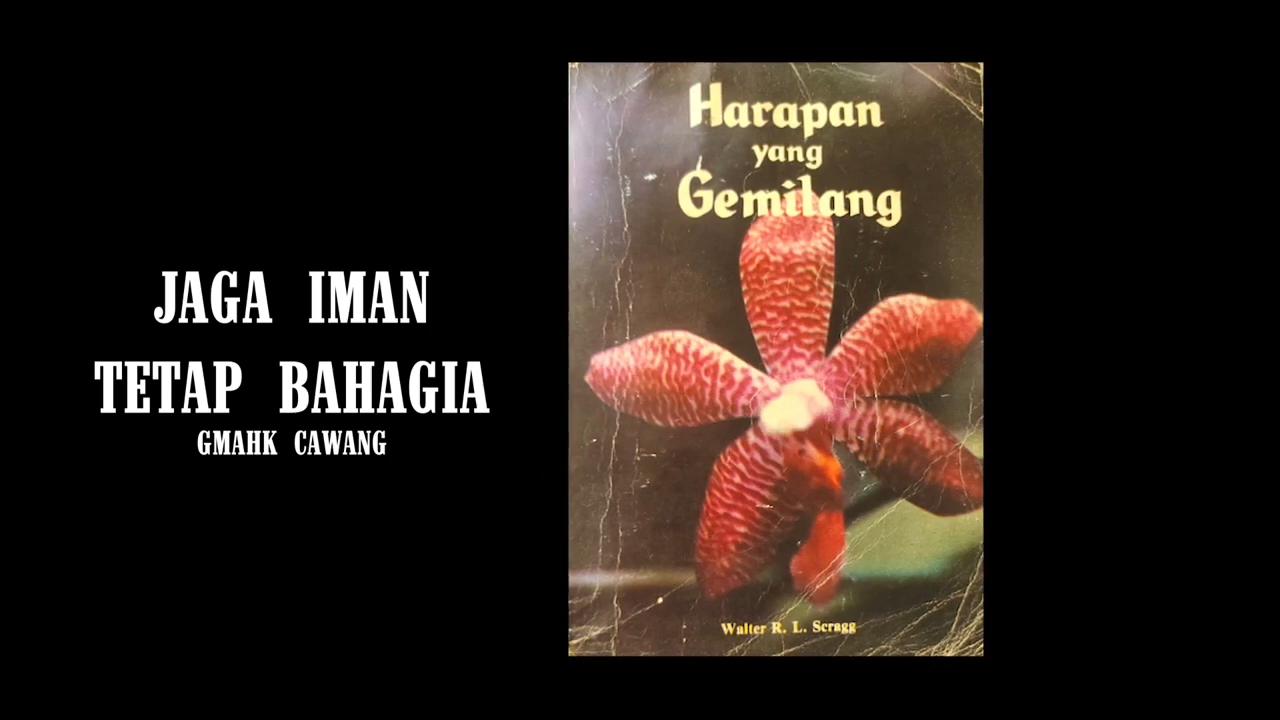 JAGA IMAN
TETAP BAHAGIA
GMAHK CAWANG
Harapan
yang
Gemilang
Walter R. L. Scragg